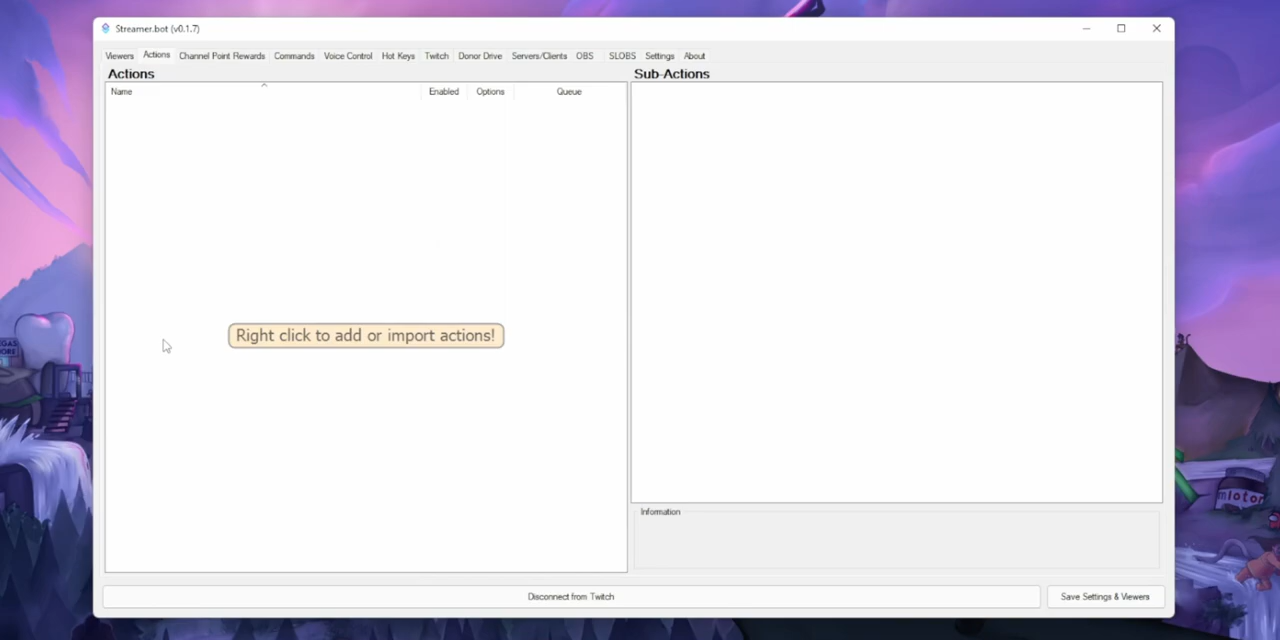 Streamer.bot (v0.1.7)
Viewers Actions Channel Point Rewards Commands Voice Control Hot Keys Twitch Donor Drive Servers/Clients OBS SLOBS Settings About
Actions
Sub-Actions
Name Enabled Options Queue
Right click to add or import actions!
Information
Disconnect from Twitch
Save Settings & Viewers